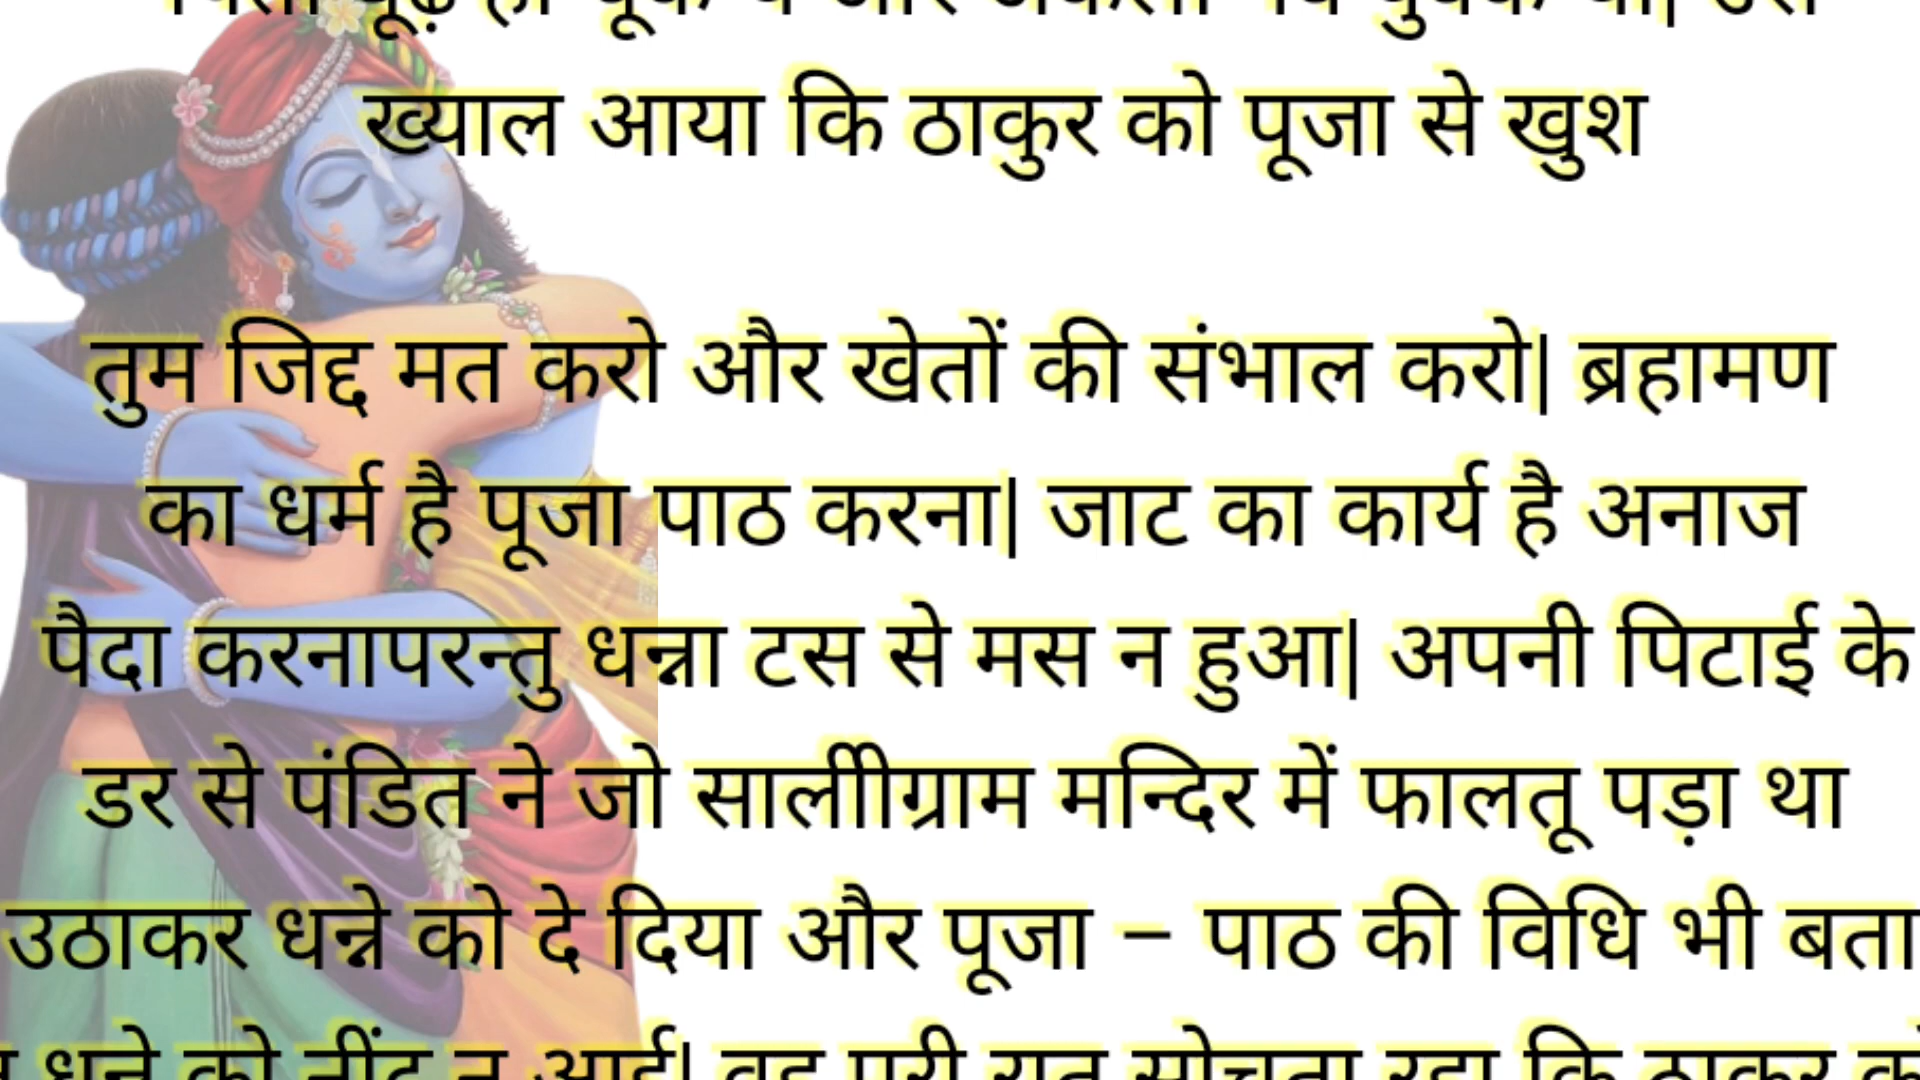 ख्याल आया कि ठाकुर को पूजा से खुश
तुम जिद्द मत करो और खेतों की संभाल करो| ब्रहामण
का धर्म है पूजा पाठ करना| जाट का कार्य है अनाज
पैदा करनापरन्तु धन्ना टस से मस न हुआ| अपनी पिटाई के
डर से पंडित ने जो सालीीग्राम मन्दिर में फालतू पड़ा था
उठाकर धन्ने को दे दिया और पूजा – पाठ की विधि भी बता
धन्ने को नींद न आई| वह पूरी रात सोचता रहा कि ठाकुर को